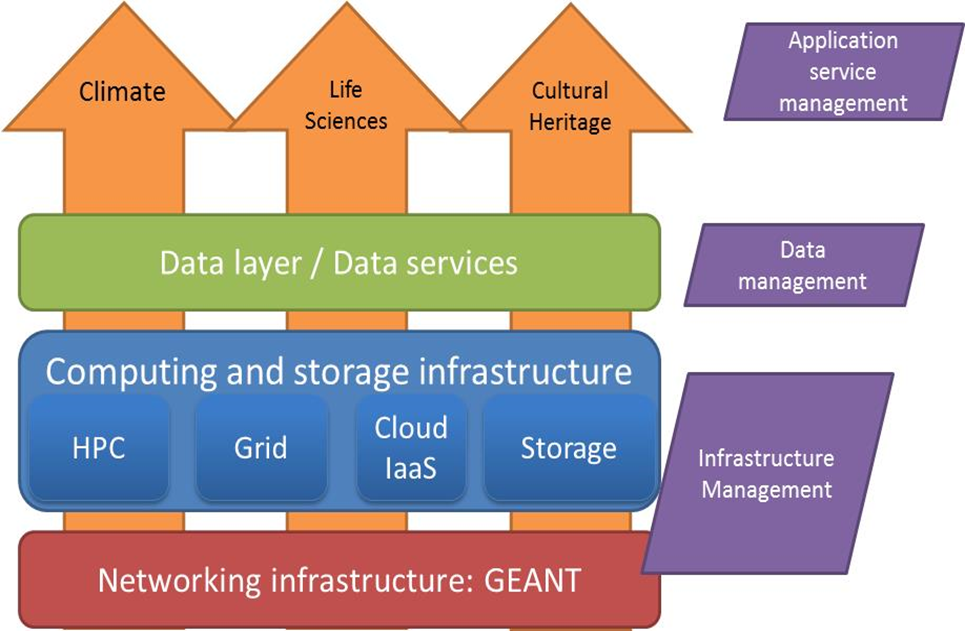 Climate
Life
Sciences
Cultural
Heritage
Application
service
management
Data layer / Data services
Data
management
Computing and storage infrastructure
HPC
Grid
Cloud
IaaS
Storage
Infrastructure
Management
Networking infrastructure: GEANT